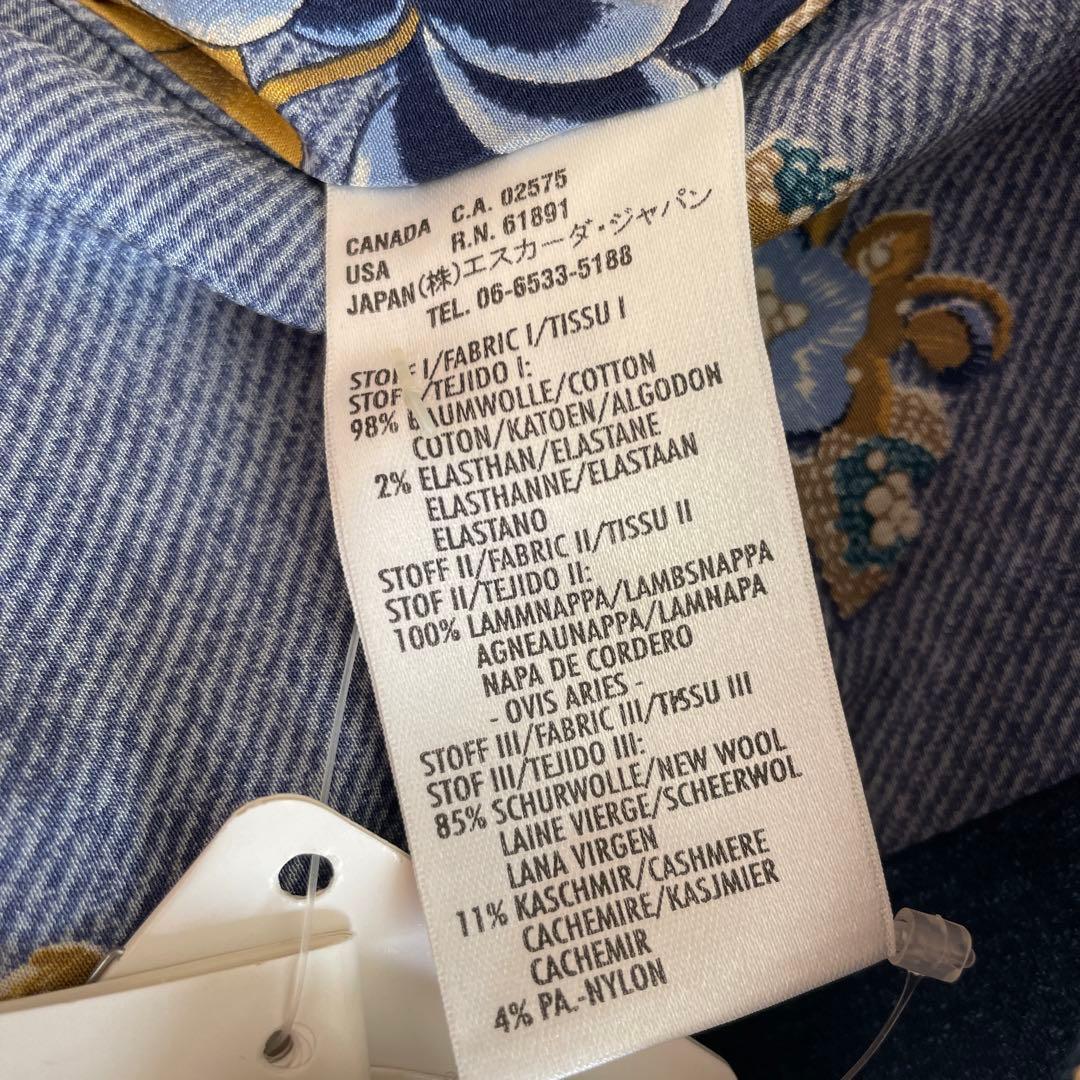 CANADA C.A. 02575
USA R.N. 61891
JAPAN(株)エスカーダ・ジャパン
TEL. 06-6533-5188
STOFF I/FABRIC I/TISSU I
STOF I/TEJIDO I:
98% BAUMWOLLE/COTTON
COTON/KATOEN/ALGODON
2% ELASTHAN/ELASTANE
ELASTHANNE/ELASTAAN
ELASTANO
STOFF II/FABRIC II/TISSU II
STOF II/TEJIDO II:
100% LAMMNAPPA/LAMBSNAPPA
AGNEAUNAPPA/LAMNAPA
NAPA DE CORDERO
- OVIS ARIES -
STOFF III/FABRIC III/TISSU III
STOF III/TEJIDO III:
85% SCHURWOLLE/NEW WOOL
LAINE VIERGE/SCHEERWOL
LANA VIRGEN
11% KASCHMIR/CASHMERE
CACHEMIRE/KASJMIER
CACHEMIR
4% PA.-NYLON